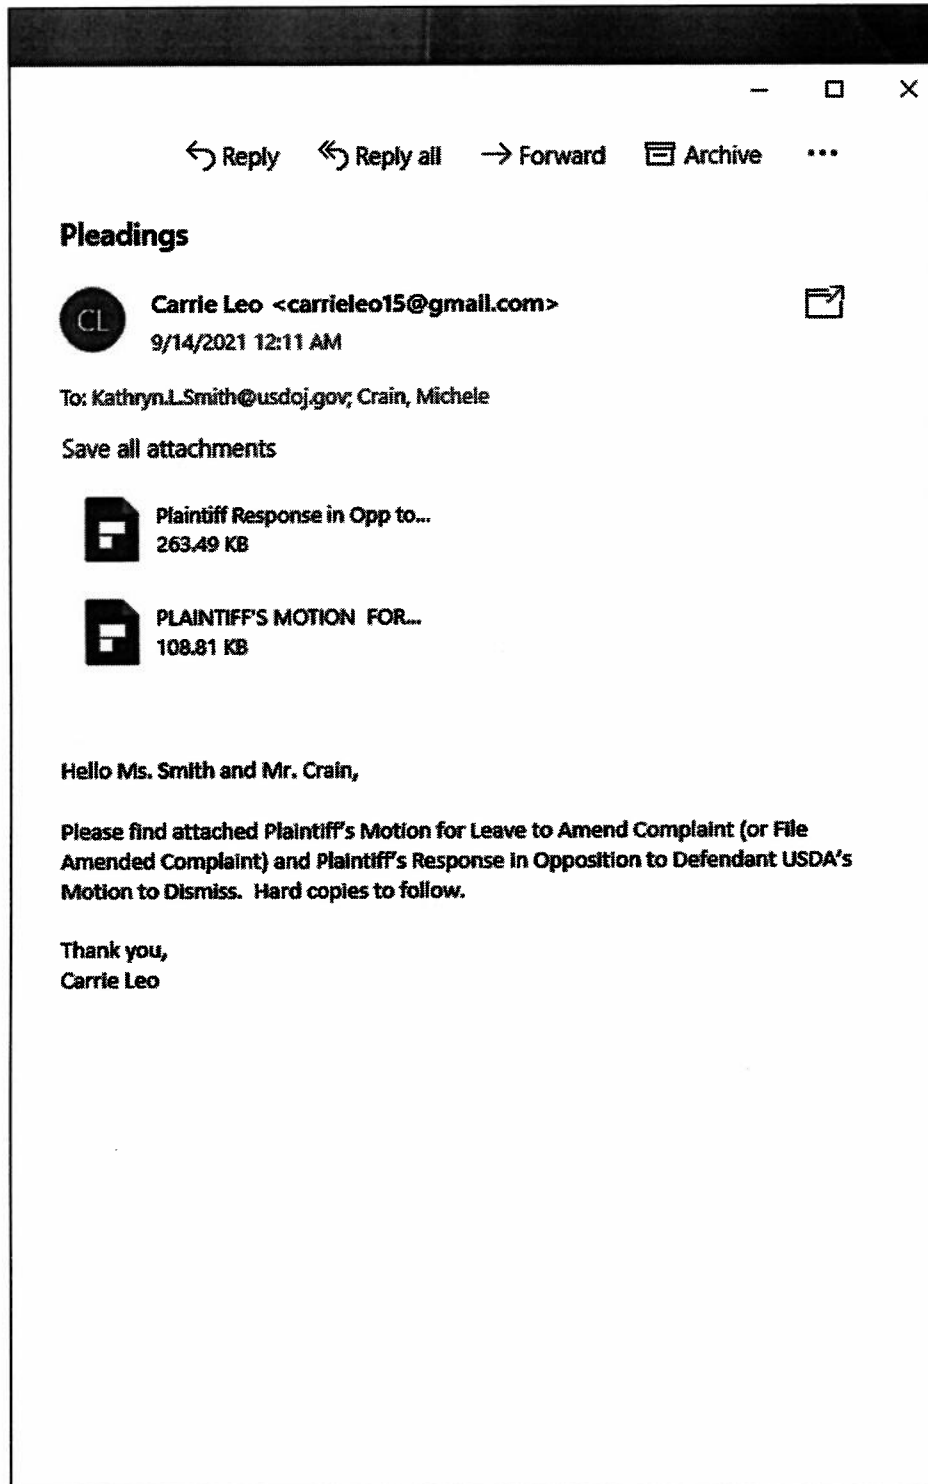 Reply Reply all Forward Archive ...
Pleadings
CL
Carrie Leo <carrieleo15@gmail.com>
9/14/2021 12:11 AM
To: Kathryn.L.Smith@usdoj.gov; Crain, Michele
Save all attachments
Plaintiff Response in Opp to...
263.49 KB
PLAINTIFF'S MOTION FOR...
108.81 KB
Hello Ms. Smith and Mr. Crain,
Please find attached Plaintiff's Motion for Leave to Amend Complaint (or File
Amended Complaint) and Plaintiff's Response in Opposition to Defendant USDA's
Motion to Dismiss. Hard copies to follow.
Thank you,
Carrie Leo